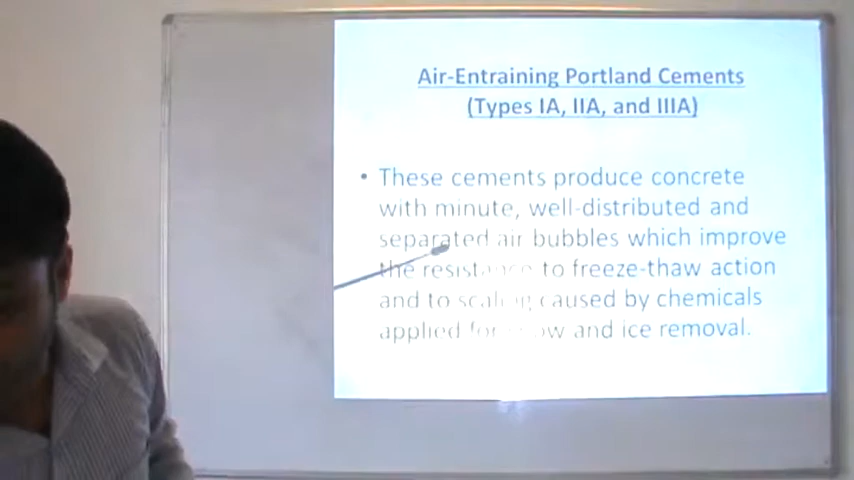 Air-Entraining Portland Cements
(Types IA, IIA, and IIIA)
• These cements produce concrete
with minute, well-distributed and
separated air bubbles which improve
the resistance to freeze-thaw action
and to scaling caused by chemicals
applied for snow and ice removal.